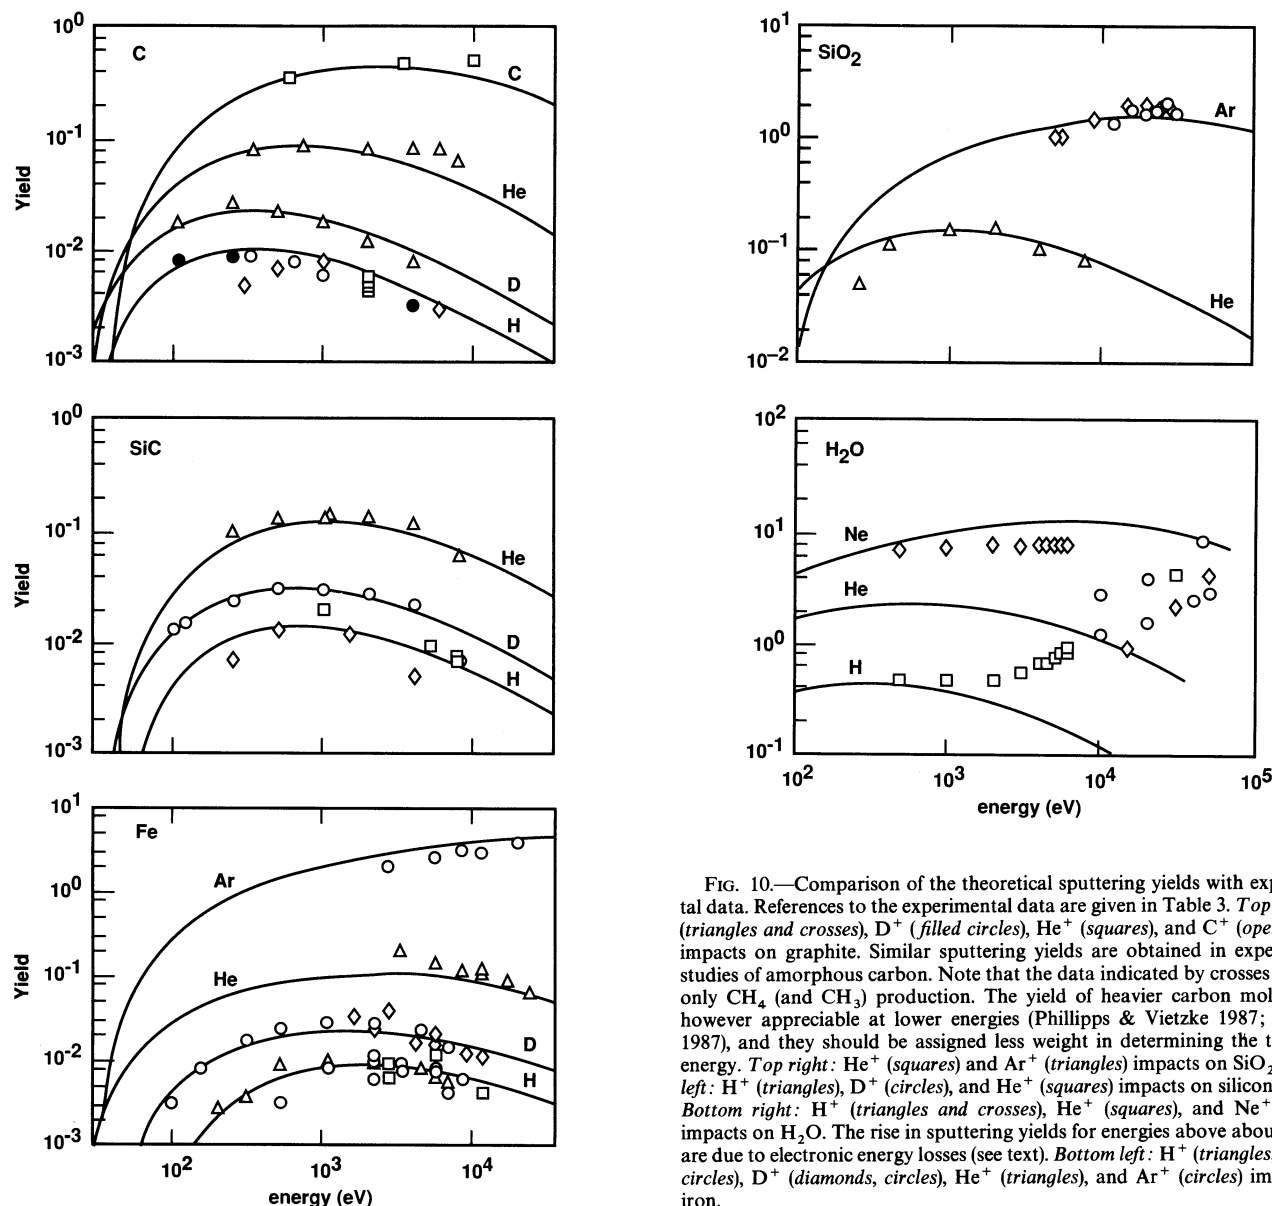 C
10^0
10^-1
10^-2
10^-3
Yield
C
He
D
H
SiO2
10^1
10^0
10^-1
10^-2
Ar
He
SiC
10^0
10^-1
10^-2
10^-3
Yield
He
D
H
H2O
10^2
10^1
10^0
10^-1
Ne
He
H
10^2 10^3 10^4 10^5
energy (eV)
Fe
10^1
10^0
10^-1
10^-2
10^-3
Yield
Ar
He
D
H
10^2 10^3 10^4
energy (eV)
FIG. 10.—Comparison of the theoretical sputtering yields with exp
tal data. References to the experimental data are given in Table 3. Top
(triangles and crosses), D+ (filled circles), He+ (squares), and C+ (ope
impacts on graphite. Similar sputtering yields are obtained in expe
studies of amorphous carbon. Note that the data indicated by crosses
only CH4 (and CH3) production. The yield of heavier carbon mol
however appreciable at lower energies (Phillipps & Vietzke 1987;
1987), and they should be assigned less weight in determining the t
energy. Top right: He+ (squares) and Ar+ (triangles) impacts on SiO2
left: H+ (triangles), D+ (circles), and He+ (squares) impacts on silicon
Bottom right: H+ (triangles and crosses), He+ (squares), and Ne+
impacts on H2O. The rise in sputtering yields for energies above abou
are due to electronic energy losses (see text). Bottom left: H+ (triangles
circles), D+ (diamonds, circles), He+ (triangles), and Ar+ (circles) im
iron.